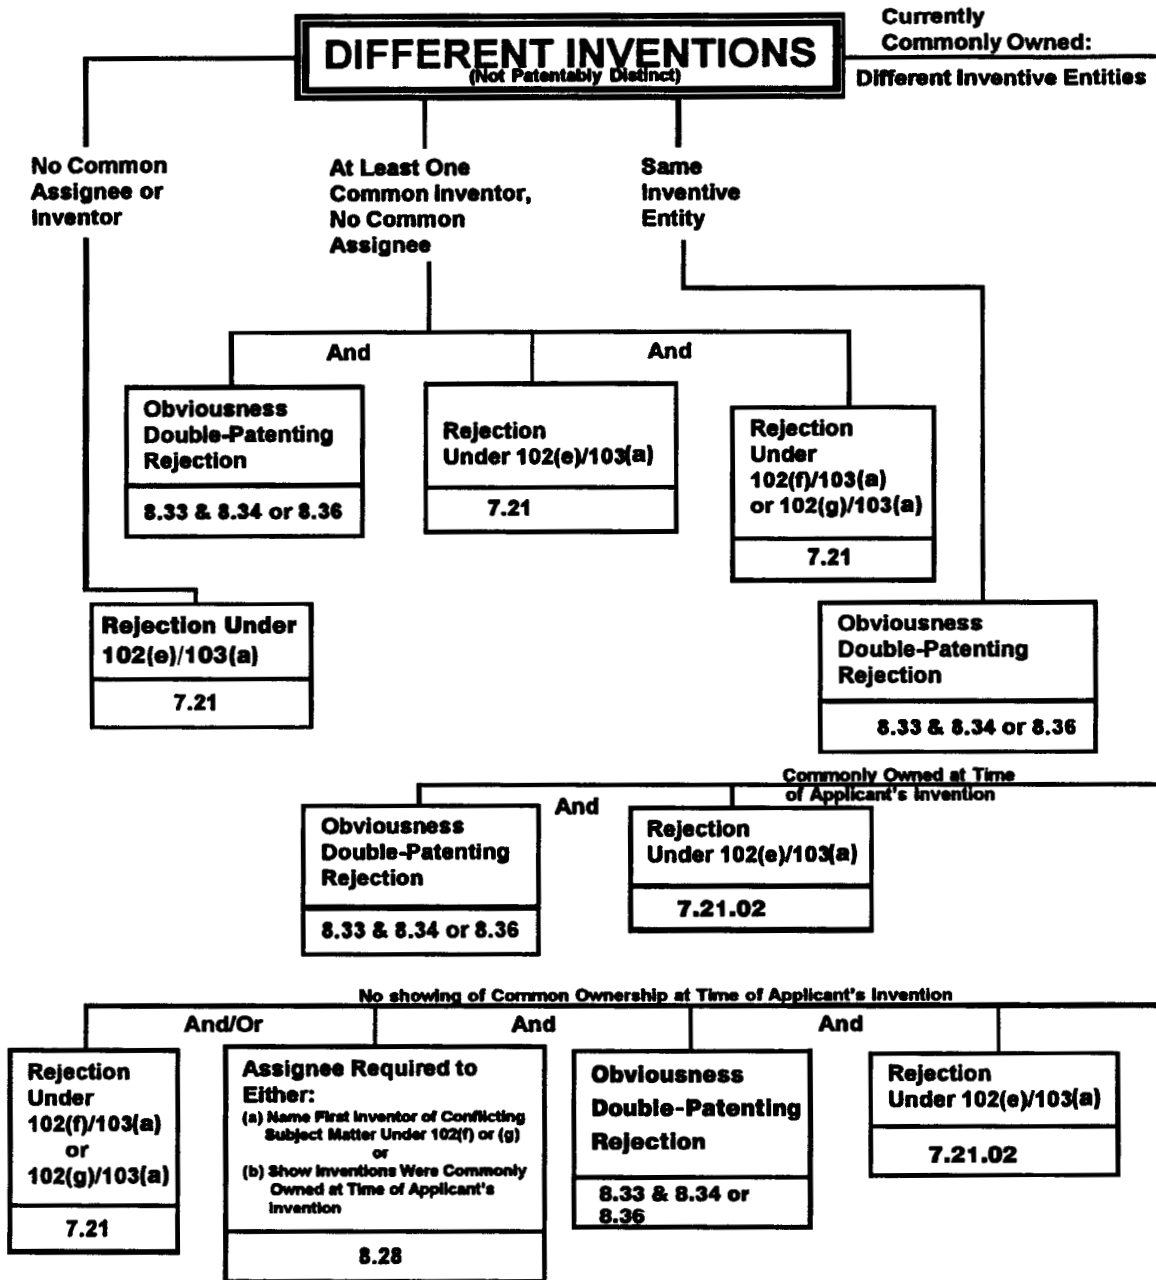 DIFFERENT INVENTIONS
(Not Patentably Distinct)
Currently
Commonly Owned:
Different Inventive Entities
No Common
Assignee or
Inventor
At Least One
Common Inventor,
No Common
Assignee
Same
Inventive
Entity
And
And
Obviousness
Double-Patenting
Rejection
8.33 & 8.34 or 8.36
Rejection
Under 102(e)/103(a)
7.21
Rejection
Under
102(f)/103(a)
or 102(g)/103(a)
7.21
Rejection Under
102(e)/103(a)
7.21
Obviousness
Double-Patenting
Rejection
8.33 & 8.34 or 8.36
Commonly Owned at Time
of Applicant's Invention
And
Obviousness
Double-Patenting
Rejection
8.33 & 8.34 or 8.36
Rejection
Under 102(e)/103(a)
7.21.02
No showing of Common Ownership at Time of Applicant's Invention
And/Or
And
And
Rejection
Under
102(f)/103(a)
or
102(g)/103(a)
7.21
Assignee Required to
Either:
(a) Name First Inventor of Conflicting
Subject Matter Under 102(f) or (g)
or
(b) Show Inventions Were Commonly
Owned at Time of Applicant's
Invention
8.28
Obviousness
Double-Patenting
Rejection
8.33 & 8.34 or
8.36
Rejection
Under 102(e)/103(a)
7.21.02